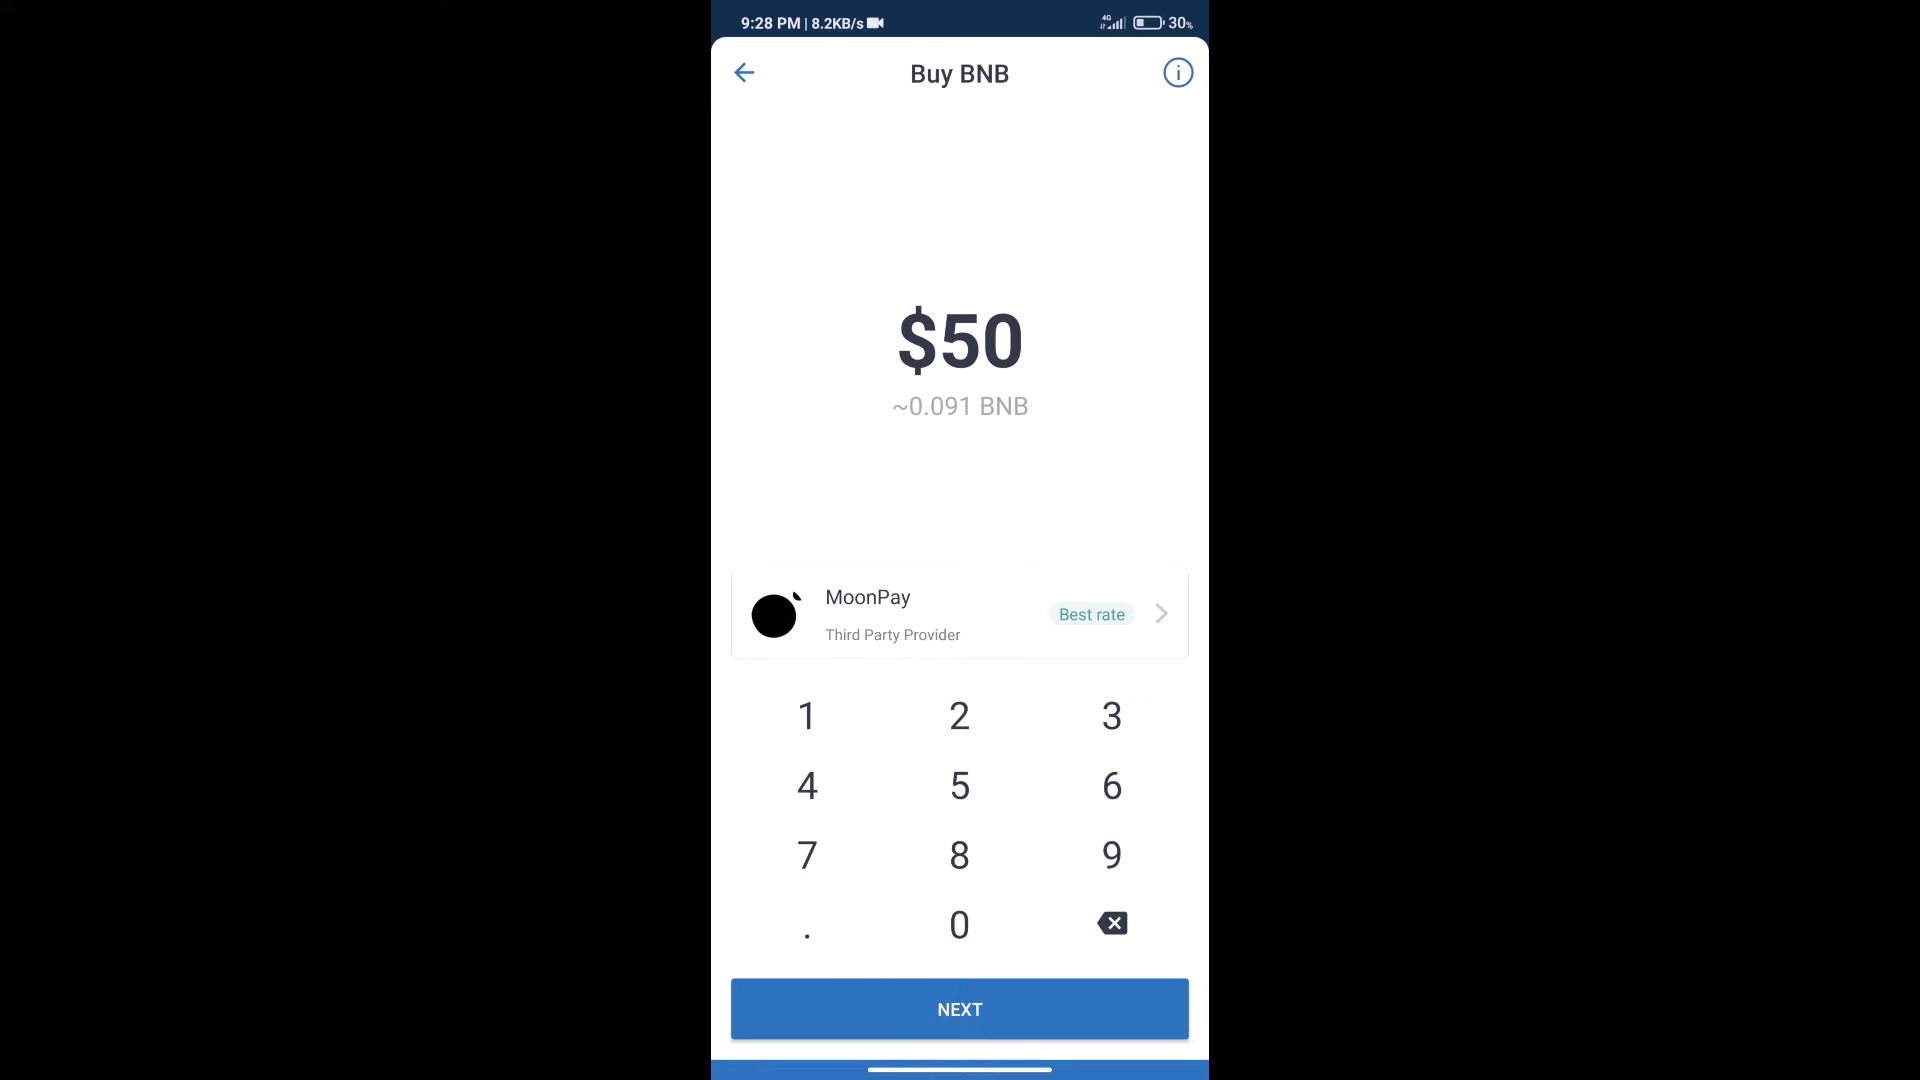 9:28 PM | 8.2KB/s 4G 30%
Buy BNB
$50
~0.091 BNB
MoonPay
Best rate
Third Party Provider
1 2 3
4 5 6
7 8 9
. 0
NEXT